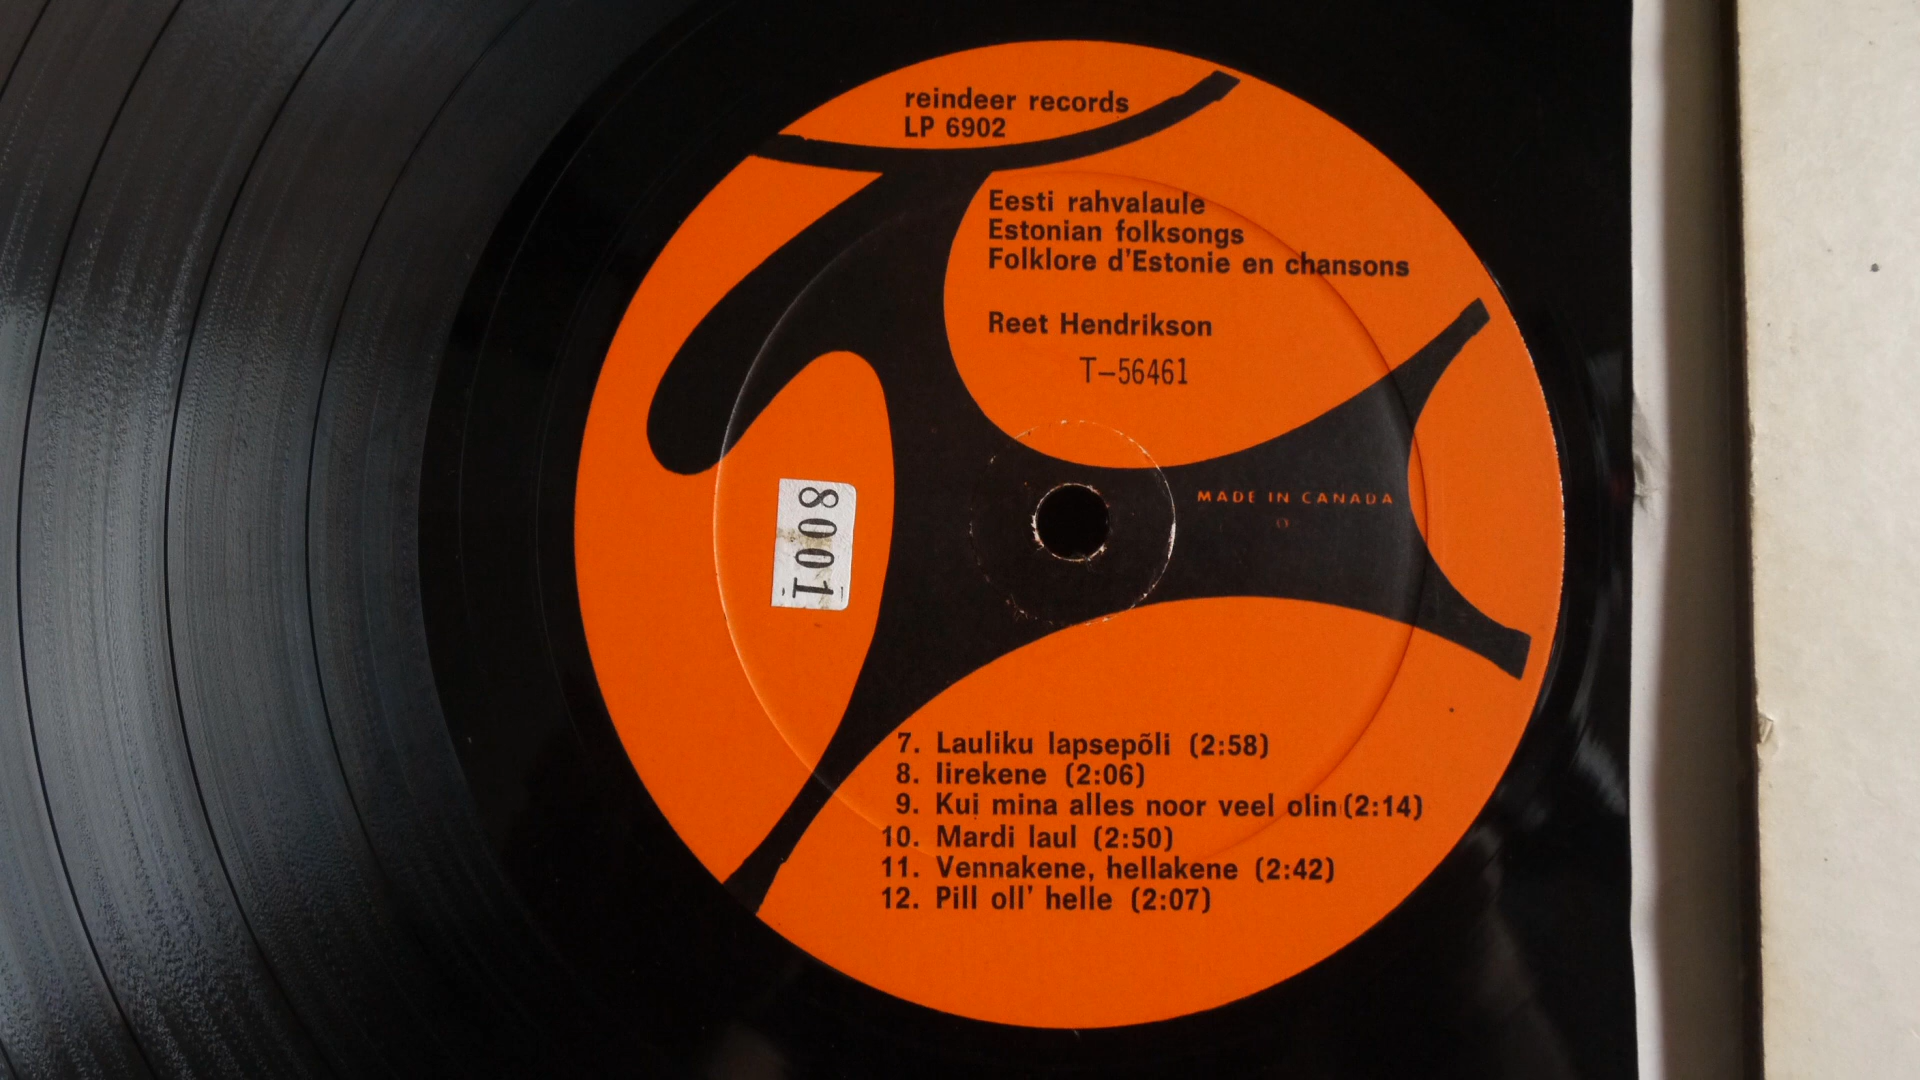 reindeer records
LP 6902
Eesti rahvalaule
Estonian folksongs
Folklore d'Estonie en chansons
Reet Hendrikson
T-56461
8001
MADE IN CANADA
7. Lauliku lapsepõli (2:58)
8. Iirekene (2:06)
9. Kui mina alles noor veel olin (2:14)
10. Mardi laul (2:50)
11. Vennakene, hellakene (2:42)
12. Pill oll' helle (2:07)